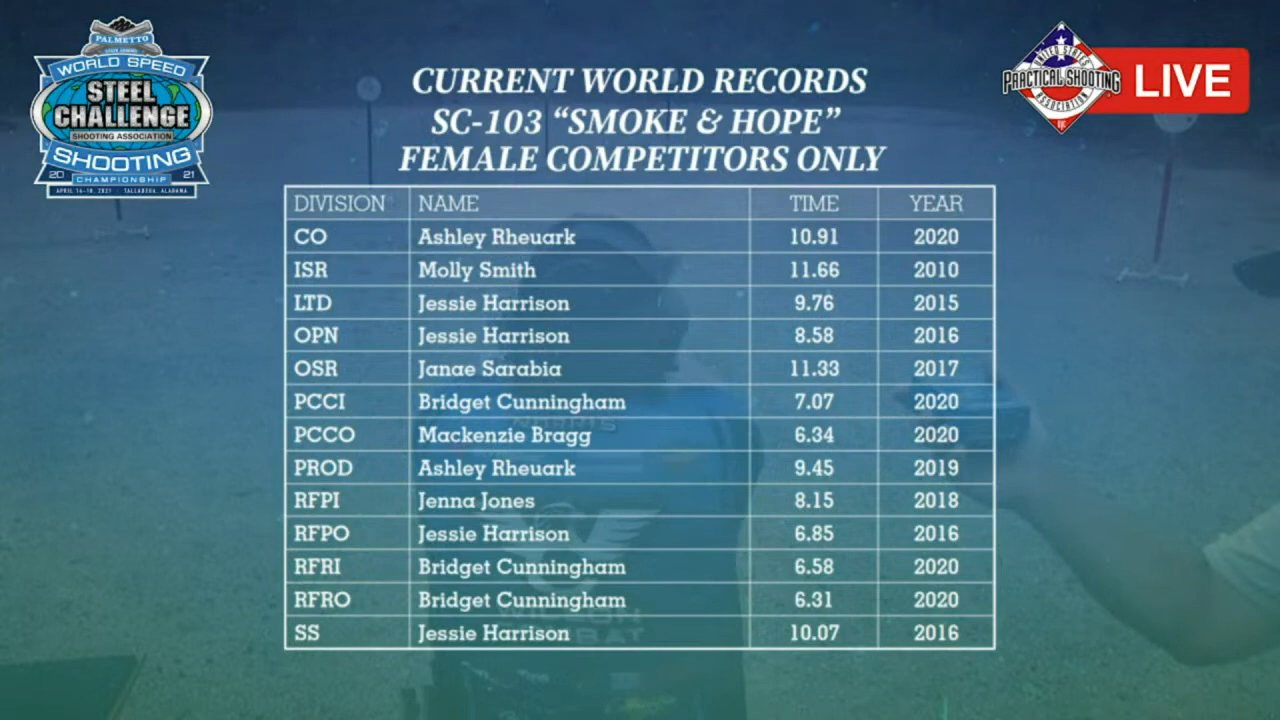 PALMETTO
WORLD SPEED
STEEL
CHALLENGE
SHOOTING ASSOCIATION
SHOOTING
20 21
CHAMPIONSHIP
TALLADEGA, ALABAMA
UNITED STATES
PRACTICAL SHOOTING
ASSOCIATION
LIVE
CURRENT WORLD RECORDS
SC-103 “SMOKE & HOPE”
FEMALE COMPETITORS ONLY
DIVISION NAME TIME YEAR
CO Ashley Rheuark 10.91 2020
ISR Molly Smith 11.66 2010
LTD Jessie Harrison 9.76 2015
OPN Jessie Harrison 8.58 2016
OSR Janae Sarabia 11.33 2017
PCCI Bridget Cunningham 7.07 2020
PCCO Mackenzie Bragg 6.34 2020
PROD Ashley Rheuark 9.45 2019
RFPI Jenna Jones 8.15 2018
RFPO Jessie Harrison 6.85 2016
RFRI Bridget Cunningham 6.58 2020
RFRO Bridget Cunningham 6.31 2020
SS Jessie Harrison 10.07 2016